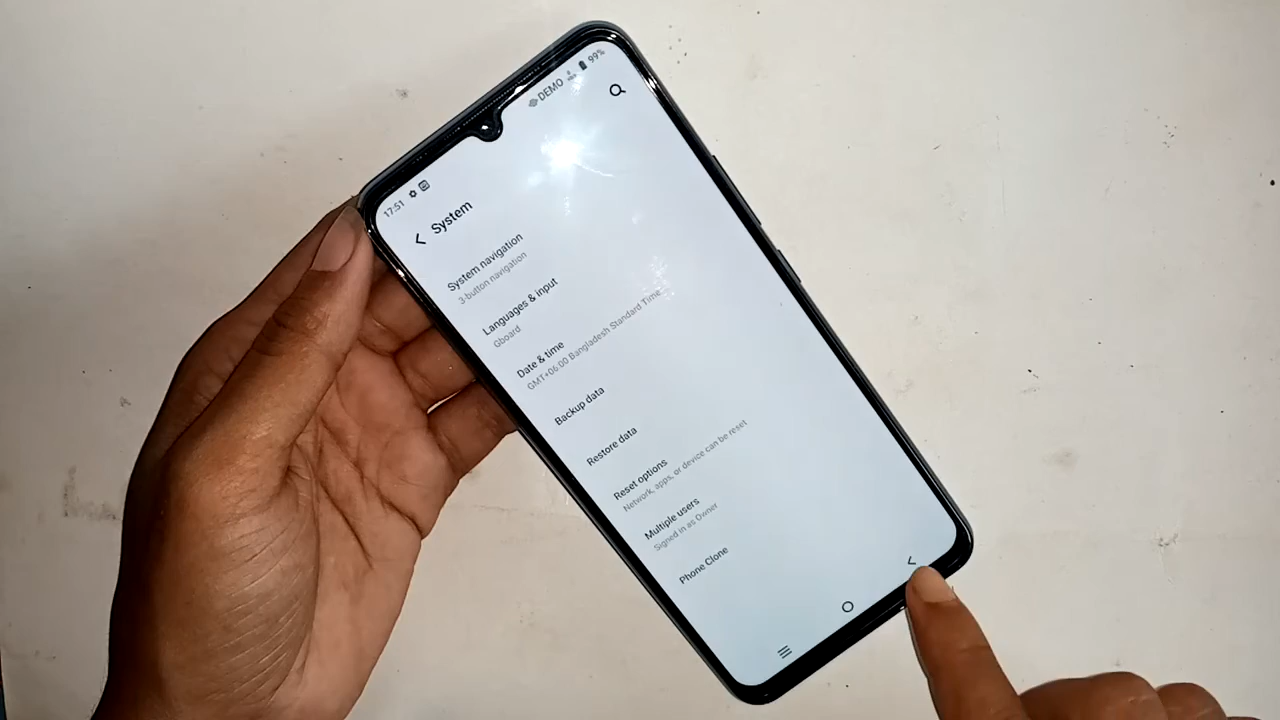 17:51 DEMO 99%
System
System navigation
3-button navigation
Languages & input
Gboard
Date & time
GMT+06:00 Bangladesh Standard Time
Backup data
Restore data
Reset options
Network, apps, or device can be reset
Multiple users
Signed in as Owner
Phone Clone